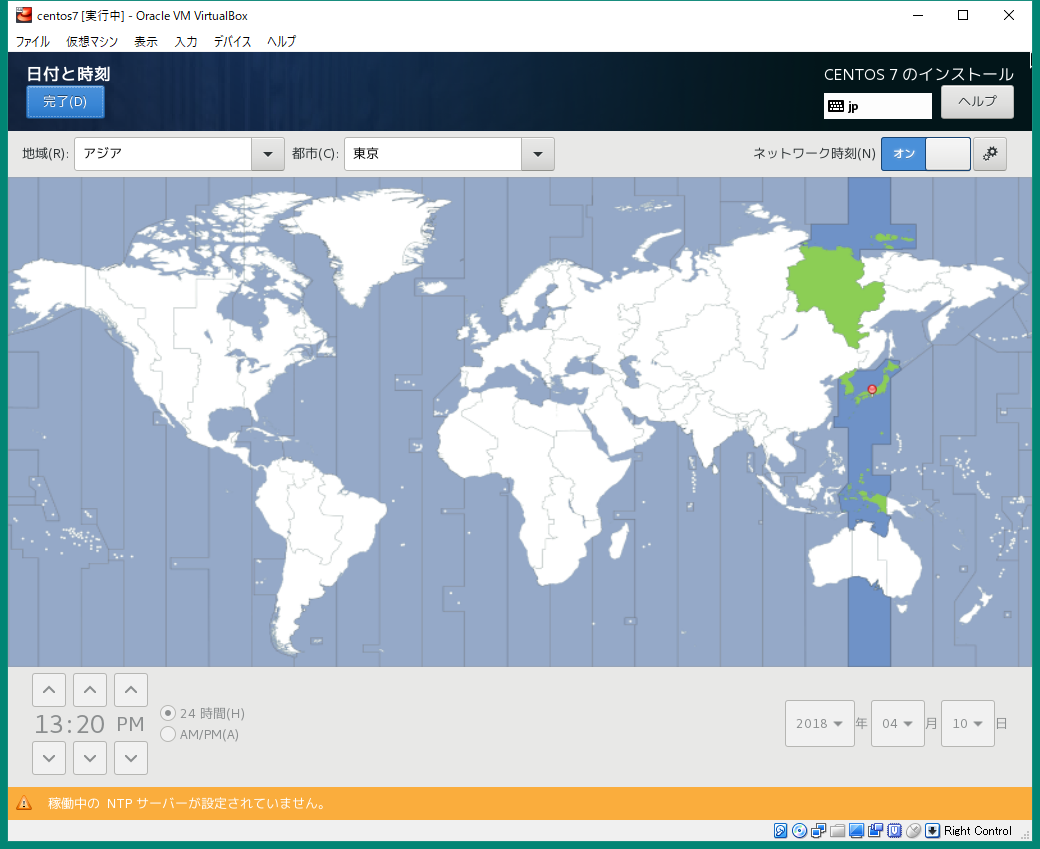 centos7 [実行中] - Oracle VM VirtualBox
ファイル 仮想マシン 表示 入力 デバイス ヘルプ
日付と時刻
CENTOS 7 のインストール
完了(D)
jp
ヘルプ
地域(R): アジア 都市(C): 東京 ネットワーク時刻(N) オン
13:20 PM
24 時間(H)
AM/PM(A)
2018 年 04 月 10 日
稼働中の NTP サーバーが設定されていません。
Right Control